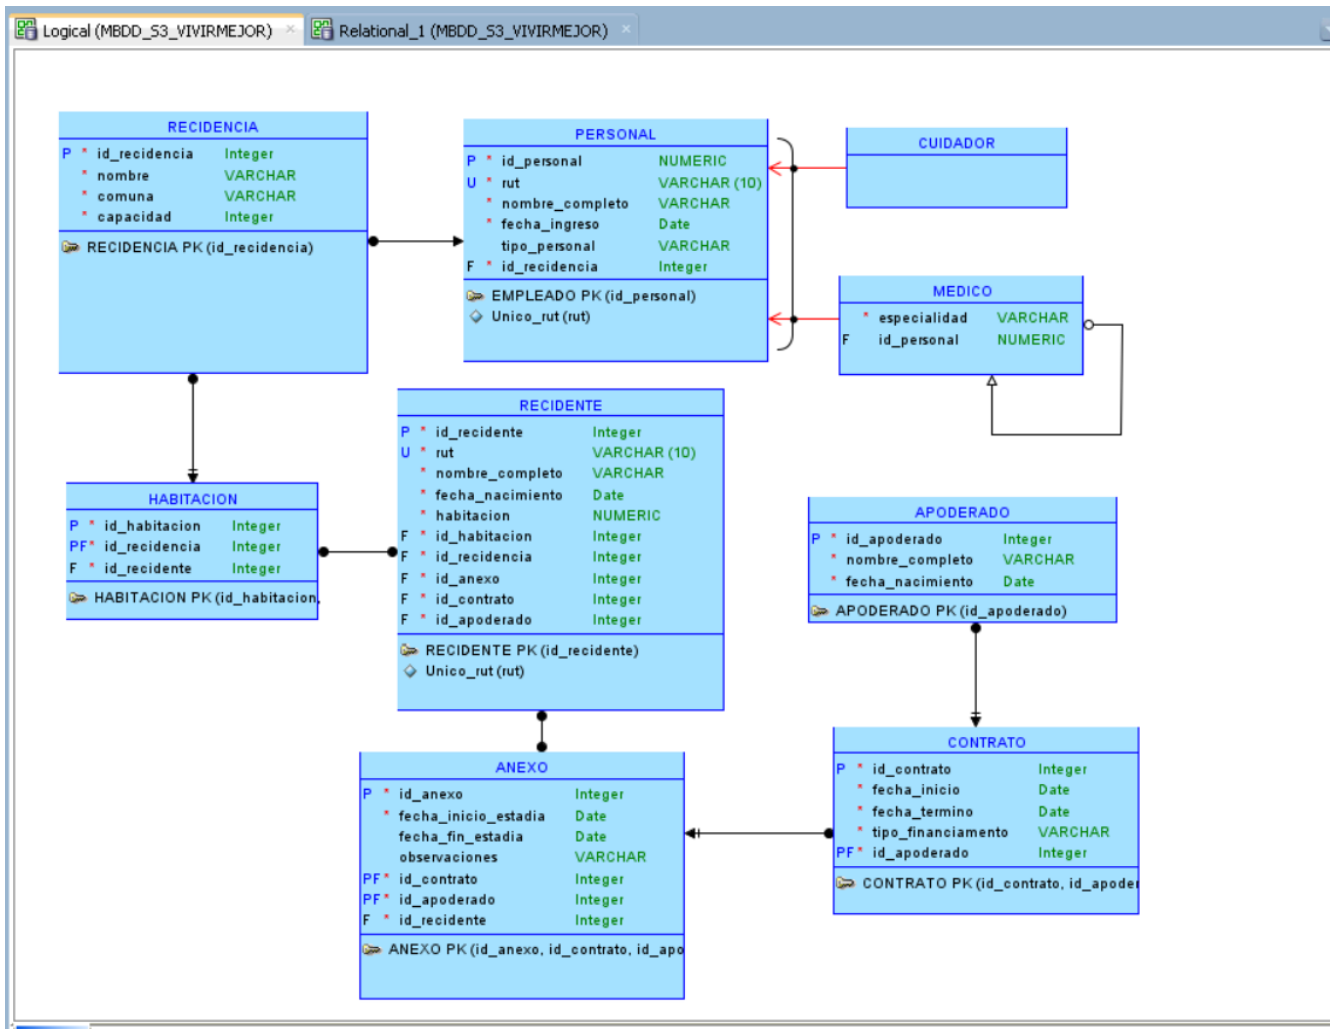 Logical (MBDD_S3_VIVIRMEJOR)
Relational_1 (MBDD_S3_VIVIRMEJOR)
RECIDENCIA
P * id_recidencia Integer
* nombre VARCHAR
* comuna VARCHAR
* capacidad Integer
RECIDENCIA PK (id_recidencia)
PERSONAL
P * id_personal NUMERIC
U * rut VARCHAR (10)
* nombre_completo VARCHAR
* fecha_ingreso Date
tipo_personal VARCHAR
F * id_recidencia Integer
EMPLEADO PK (id_personal)
Unico_rut (rut)
CUIDADOR
MEDICO
* especialidad VARCHAR
F id_personal NUMERIC
RECIDENTE
P * id_recidente Integer
U * rut VARCHAR (10)
* nombre_completo VARCHAR
* fecha_nacimiento Date
* habitacion NUMERIC
F * id_habitacion Integer
F * id_recidencia Integer
F * id_anexo Integer
F * id_contrato Integer
F * id_apoderado Integer
RECIDENTE PK (id_recidente)
Unico_rut (rut)
HABITACION
P * id_habitacion Integer
PF* id_recidencia Integer
F * id_recidente Integer
HABITACION PK (id_habitacion,
APODERADO
P * id_apoderado Integer
* nombre_completo VARCHAR
* fecha_nacimiento Date
APODERADO PK (id_apoderado)
ANEXO
P * id_anexo Integer
* fecha_inicio_estadia Date
fecha_fin_estadia Date
observaciones VARCHAR
PF* id_contrato Integer
PF* id_apoderado Integer
F * id_recidente Integer
ANEXO PK (id_anexo, id_contrato, id_apo
CONTRATO
P * id_contrato Integer
* fecha_inicio Date
* fecha_termino Date
* tipo_financiamento VARCHAR
PF* id_apoderado Integer
CONTRATO PK (id_contrato, id_apoder